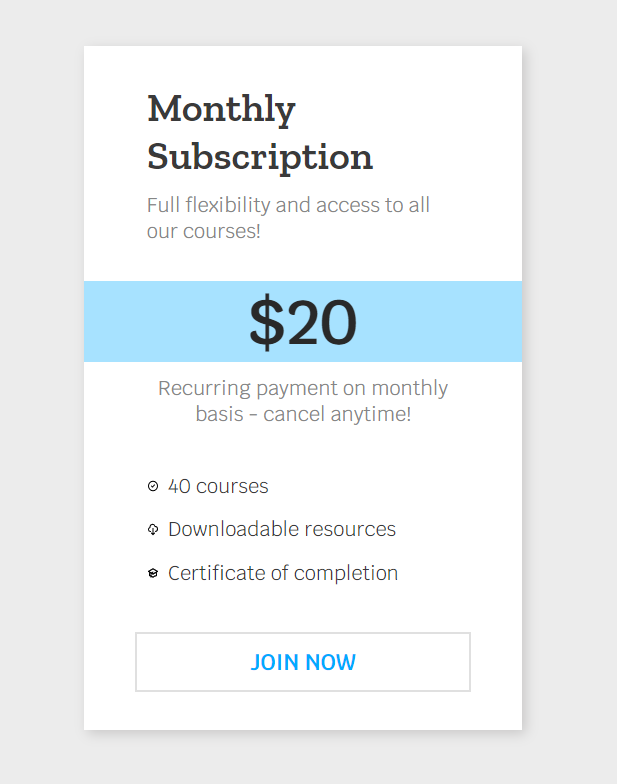 Monthly
Subscription
Full flexibility and access to all
our courses!
$20
Recurring payment on monthly
basis - cancel anytime!
40 courses
Downloadable resources
Certificate of completion
JOIN NOW